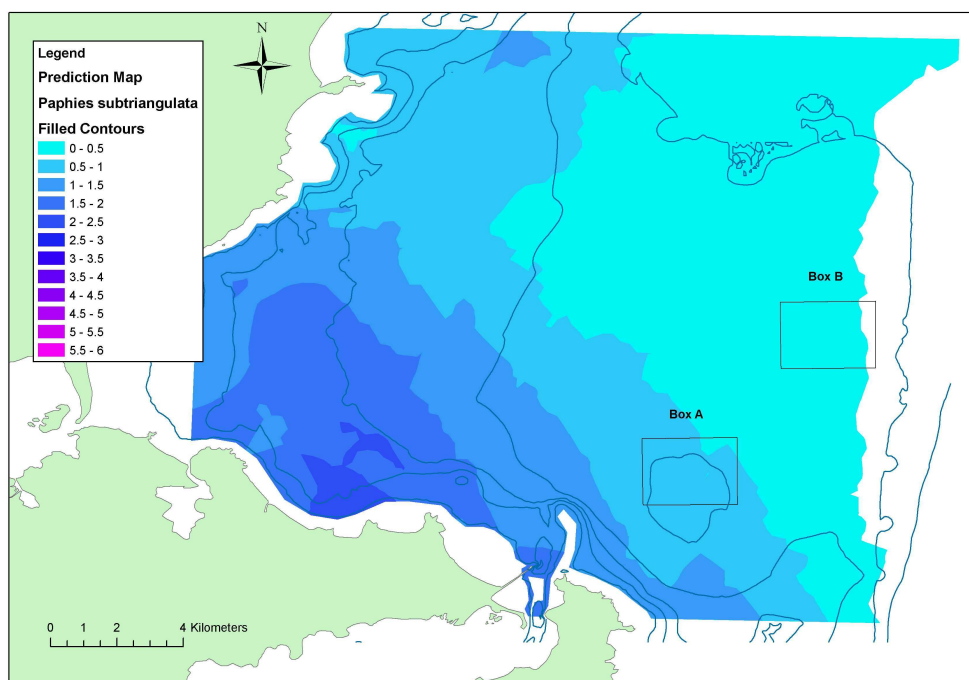 N
Legend
Prediction Map
Paphies subtriangulata
Filled Contours
0 - 0.5
0.5 - 1
1 - 1.5
1.5 - 2
2 - 2.5
2.5 - 3
3 - 3.5
3.5 - 4
4 - 4.5
4.5 - 5
5 - 5.5
5.5 - 6
Box B
Box A
0 1 2 4 Kilometers